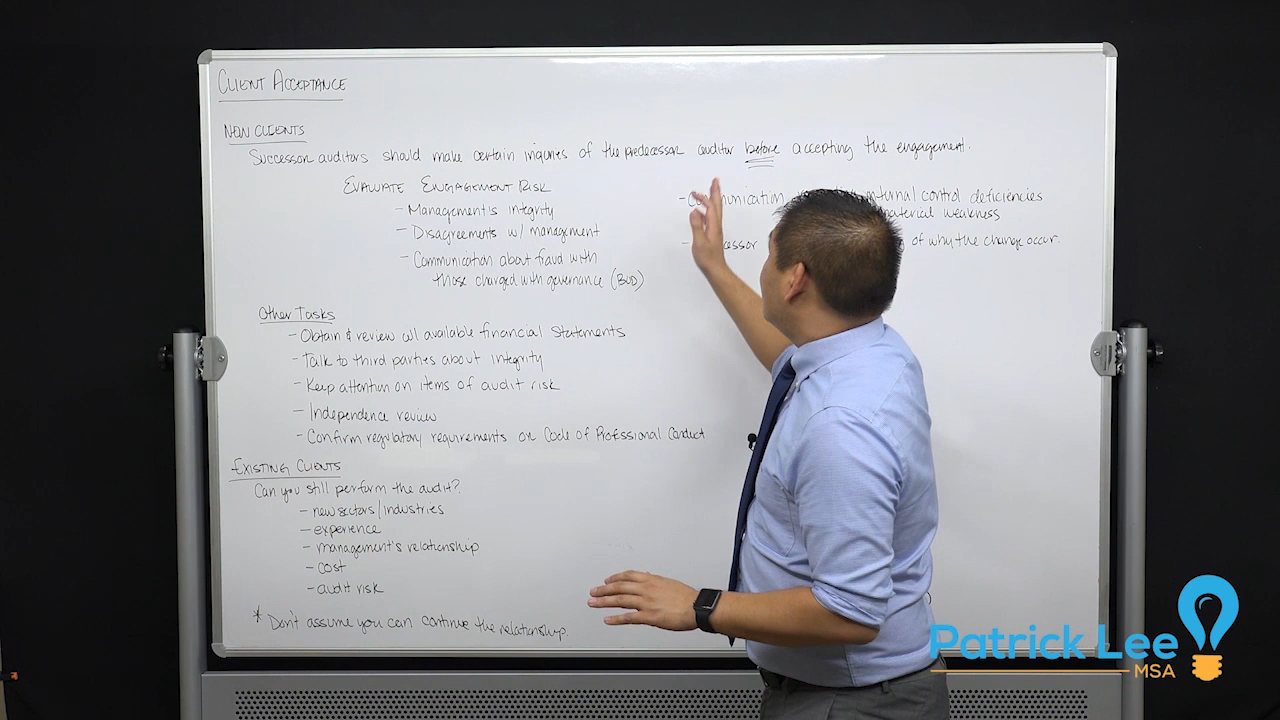 CLIENT ACCEPTANCE
NEW CLIENTS
Successor auditors should make certain inquiries of the predecessor auditor before accepting the engagement.
EVALUATE ENGAGEMENT RISK
- Management's integrity
- Disagreements w/ management
- Communication about fraud with
those charged with governance (BOD)
- Communication internal control deficiencies
material weakness
- of why the change occur.
Other Tasks
- Obtain & review all available financial statements
- Talk to third parties about integrity
- Keep attention on items of audit risk
- Independence review
- Confirm regulatory requirements or Code of Professional Conduct
EXISTING CLIENTS
Can you still perform the audit?
- new sectors/industries
- experience
- management's relationship
- cost
- audit risk
* Don't assume you can continue the relationship.
Patrick Lee
MSA